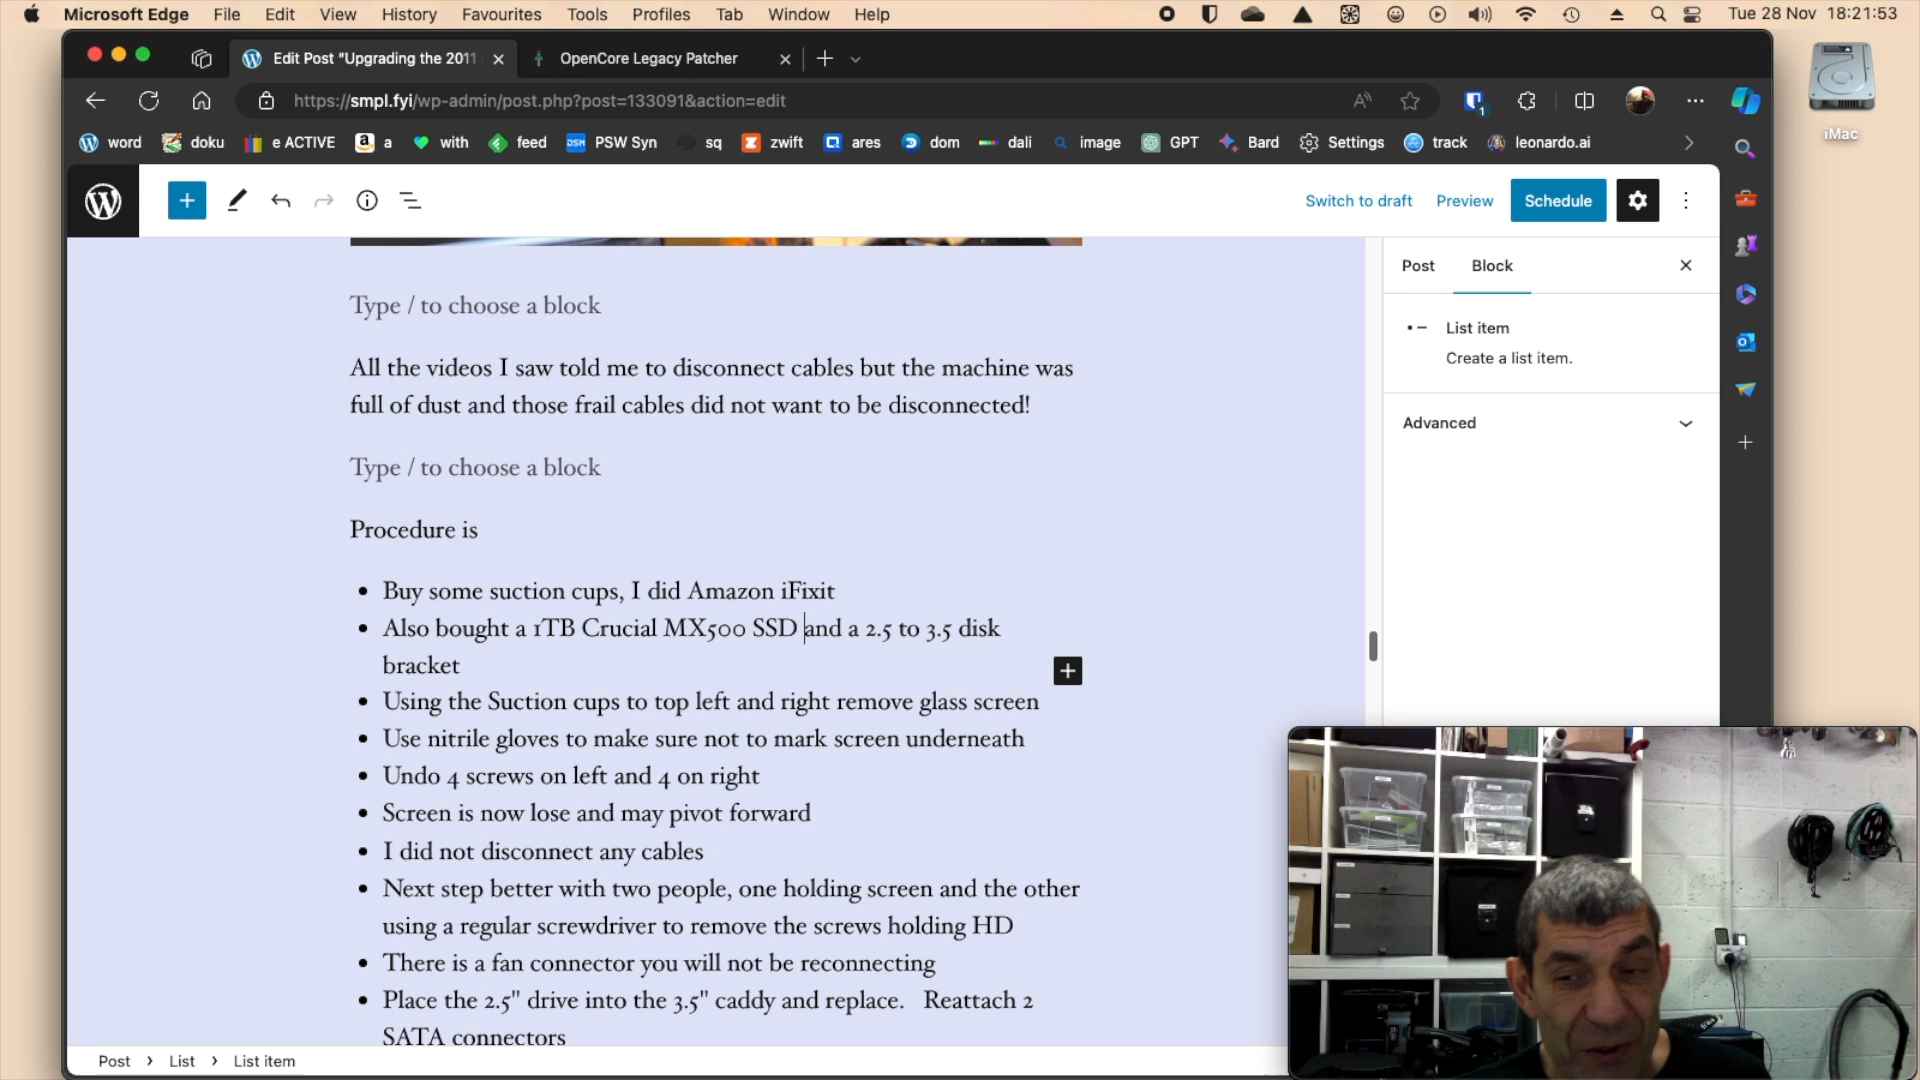 Microsoft Edge File Edit View History Favourites Tools Profiles Tab Window Help Tue 28 Nov 18:21:53
Edit Post "Upgrading the 2011 OpenCore Legacy Patcher
https://smpl.fyi/wp-admin/post.php?post=133091&action=edit
word doku e ACTIVE a with feed DSM PSW Syn sq zwift ares dom dali image GPT Bard Settings track leonardo.ai
iMac
Switch to draft Preview Schedule
Post Block
Type / to choose a block
List item
Create a list item.
All the videos I saw told me to disconnect cables but the machine was
full of dust and those frail cables did not want to be disconnected!
Advanced
Type / to choose a block
Procedure is
• Buy some suction cups, I did Amazon iFixit
• Also bought a 1TB Crucial MX500 SSD and a 2.5 to 3.5 disk
bracket
• Using the Suction cups to top left and right remove glass screen
• Use nitrile gloves to make sure not to mark screen underneath
• Undo 4 screws on left and 4 on right
• Screen is now lose and may pivot forward
• I did not disconnect any cables
• Next step better with two people, one holding screen and the other
using a regular screwdriver to remove the screws holding HD
• There is a fan connector you will not be reconnecting
• Place the 2.5" drive into the 3.5" caddy and replace. Reattach 2
SATA connectors
Post › List › List item